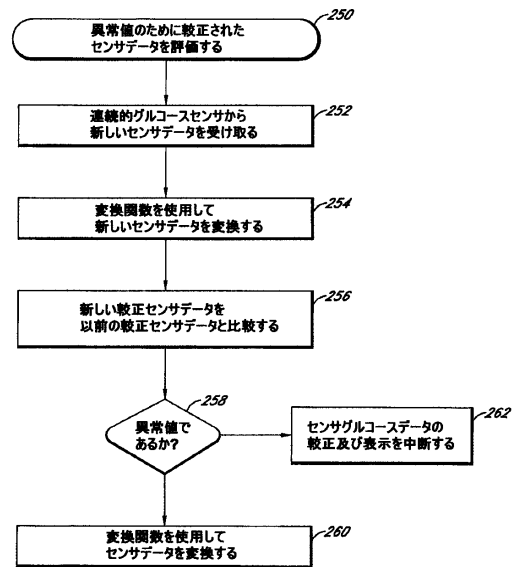 250
異常値のために較正された
センサデータを評価する
252
連続的グルコースセンサから
新しいセンサデータを受け取る
254
変換関数を使用して
新しいセンサデータを変換する
256
新しい較正センサデータを
以前の較正センサデータと比較する
258
異常値で
あるか?
262
センサグルコースデータの
較正及び表示を中断する
260
変換関数を使用して
センサデータを変換する